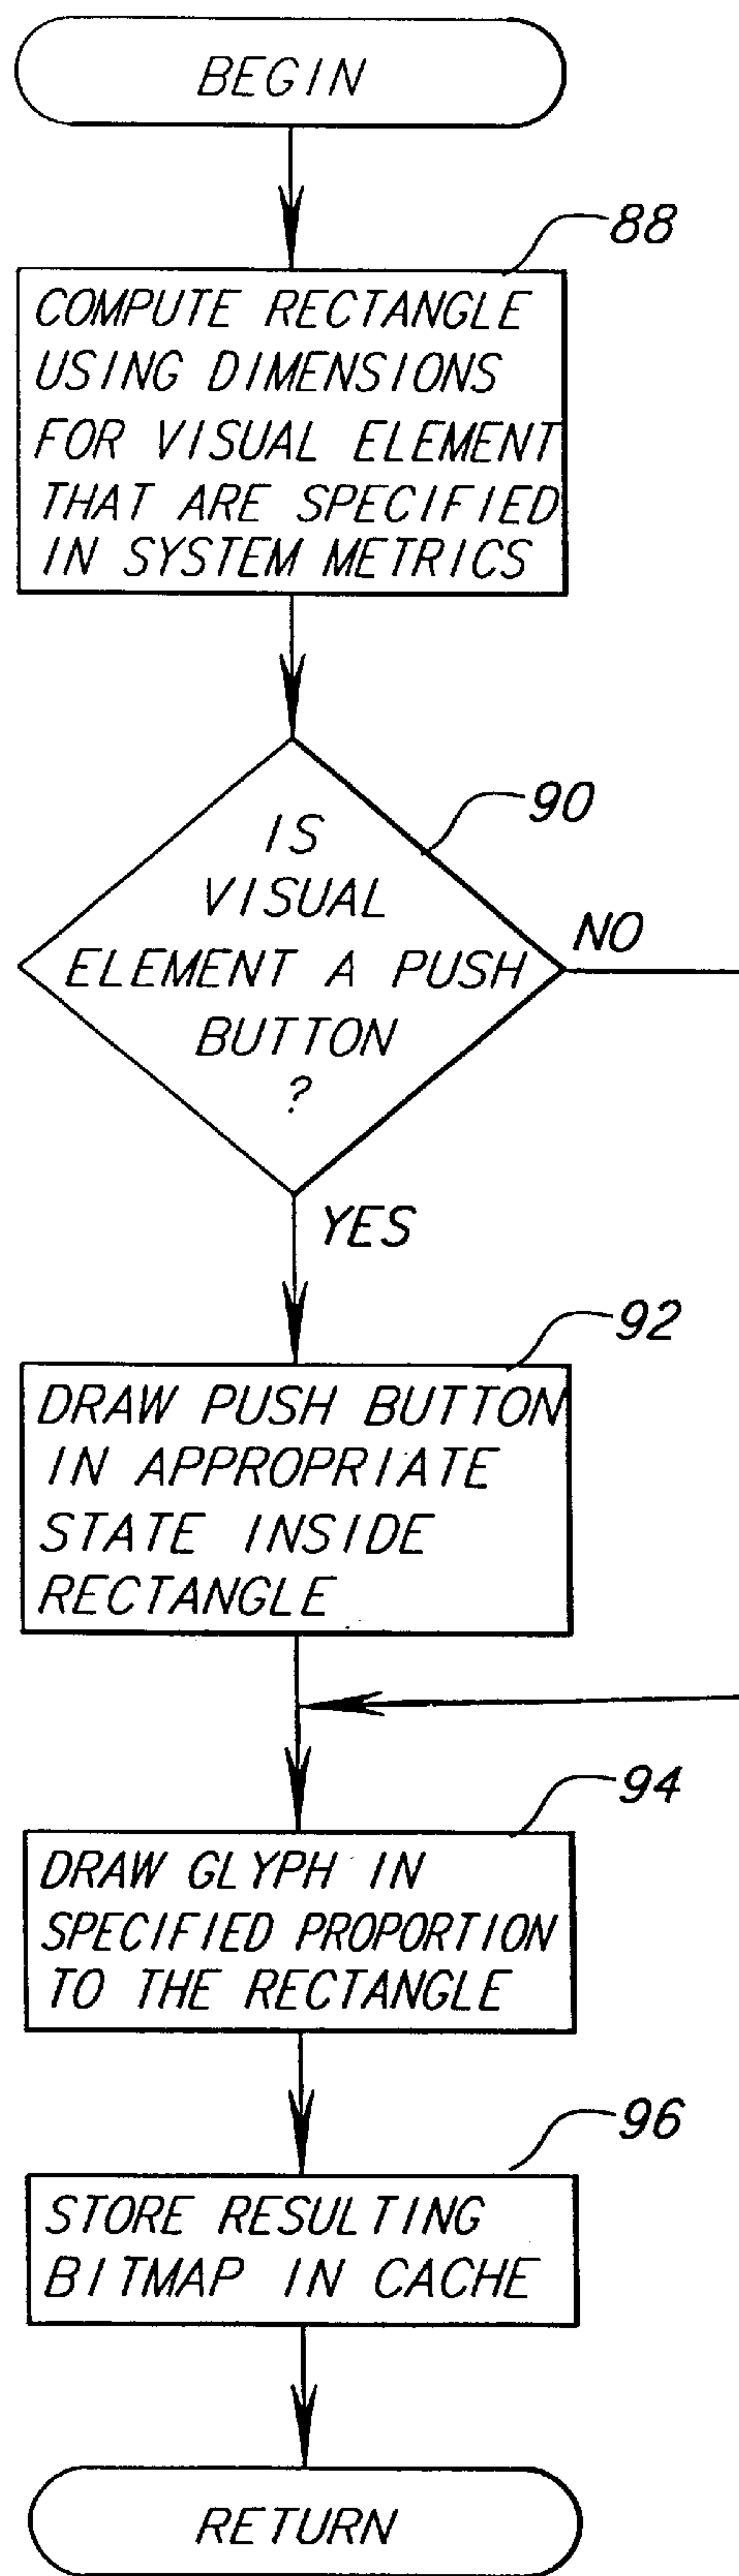 BEGIN
88
COMPUTE RECTANGLE
USING DIMENSIONS
FOR VISUAL ELEMENT
THAT ARE SPECIFIED
IN SYSTEM METRICS
90
IS
VISUAL
ELEMENT A PUSH
BUTTON
?
NO
YES
92
DRAW PUSH BUTTON
IN APPROPRIATE
STATE INSIDE
RECTANGLE
94
DRAW GLYPH IN
SPECIFIED PROPORTION
TO THE RECTANGLE
96
STORE RESULTING
BITMAP IN CACHE
RETURN